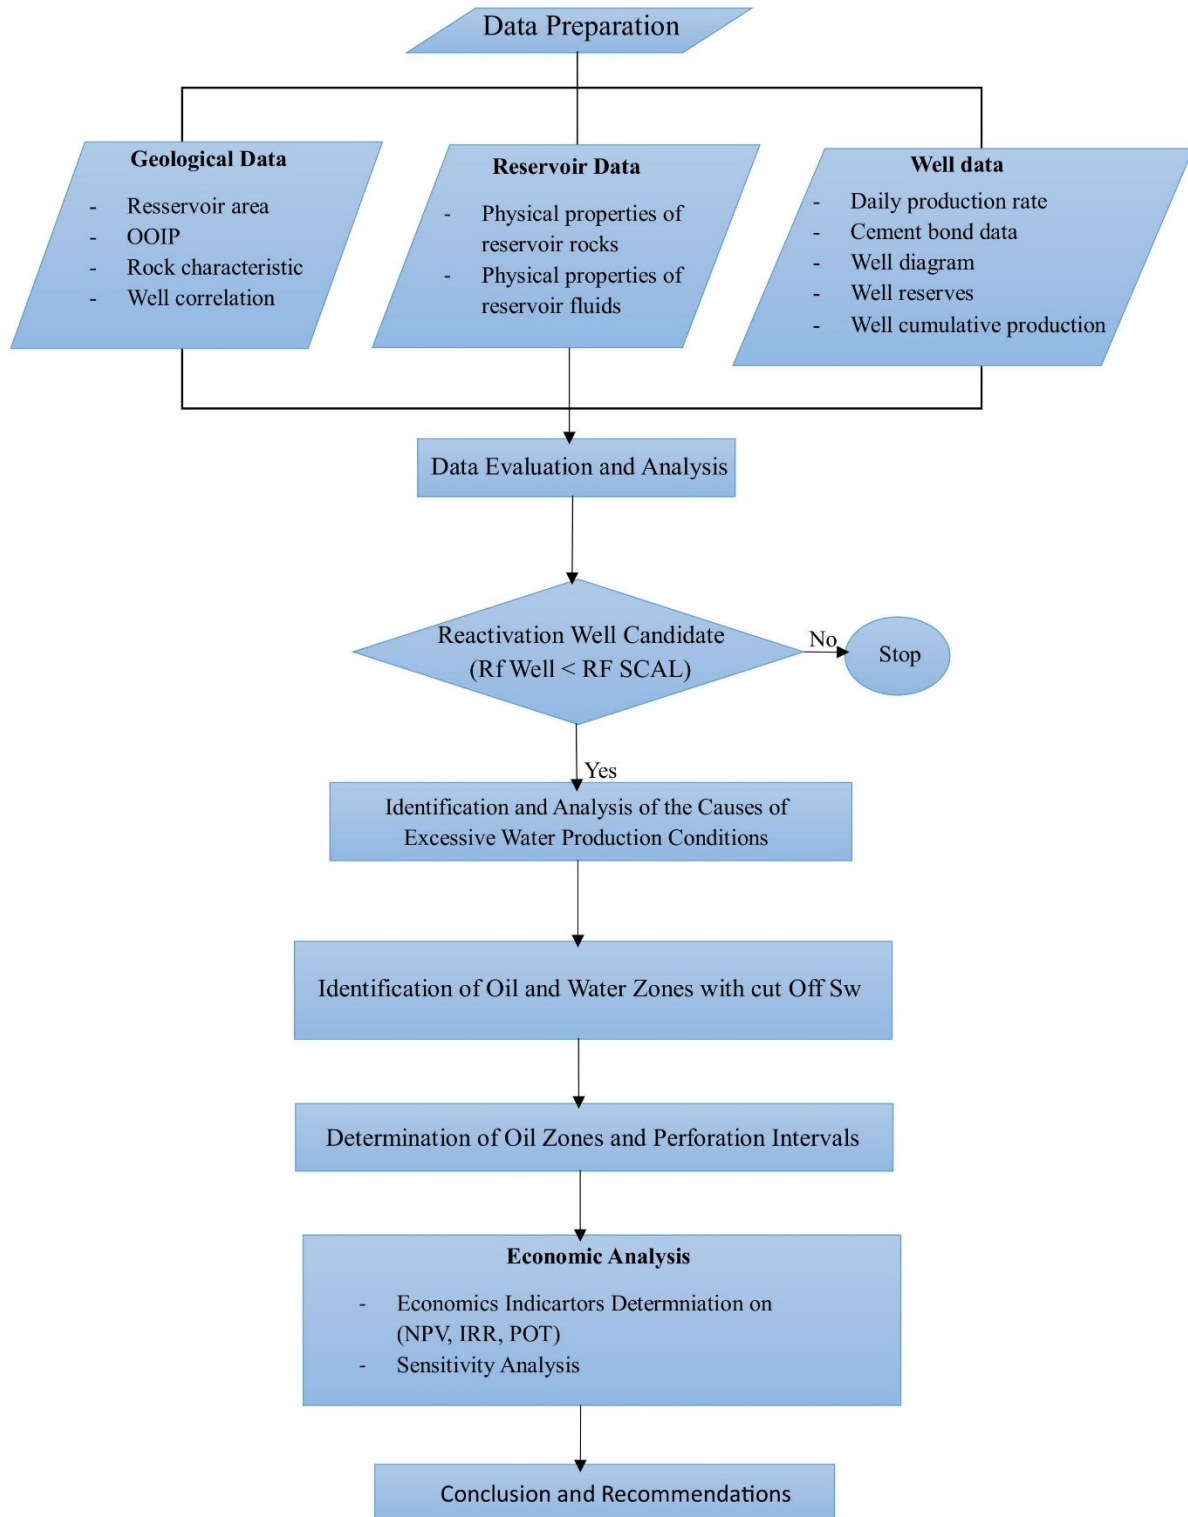 Data Preparation
Geological Data
- Resservoir area
- OOIP
- Rock characteristic
- Well correlation
Reservoir Data
- Physical properties of
reservoir rocks
- Physical properties of
reservoir fluids
Well data
- Daily production rate
- Cement bond data
- Well diagram
- Well reserves
- Well cumulative production
Data Evaluation and Analysis
Reactivation Well Candidate
(Rf Well < RF SCAL)
No
Stop
Yes
Identification and Analysis of the Causes of
Excessive Water Production Conditions
Identification of Oil and Water Zones with cut Off Sw
Determination of Oil Zones and Perforation Intervals
Economic Analysis
- Economics Indicartors Determniation on
(NPV, IRR, POT)
- Sensitivity Analysis
Conclusion and Recommendations